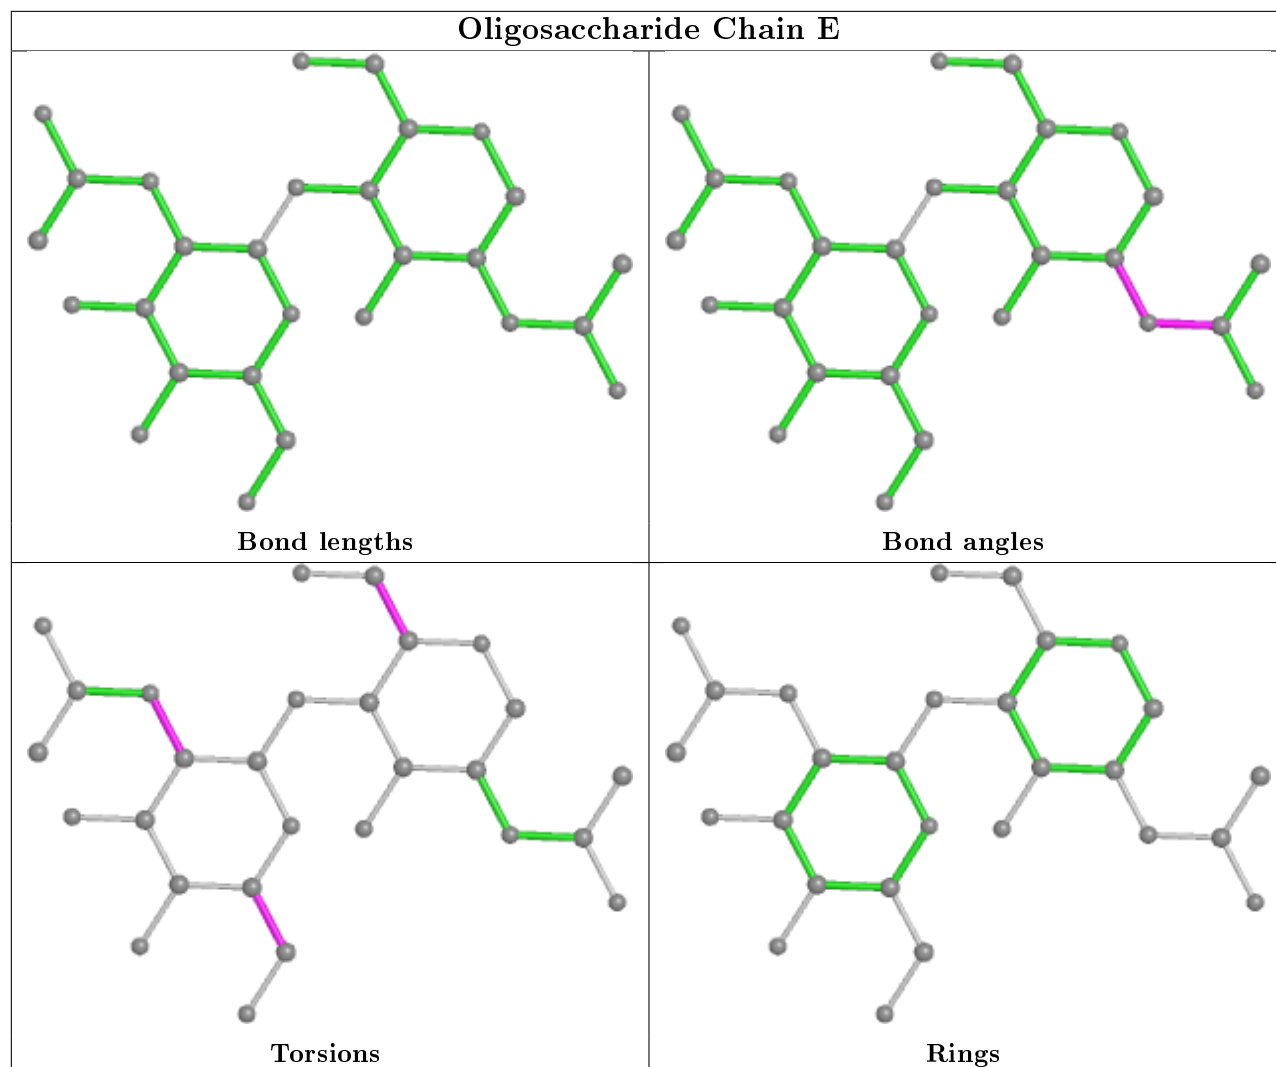 Oligosaccharide Chain E
Bond lengths
Bond angles
Torsions
Rings